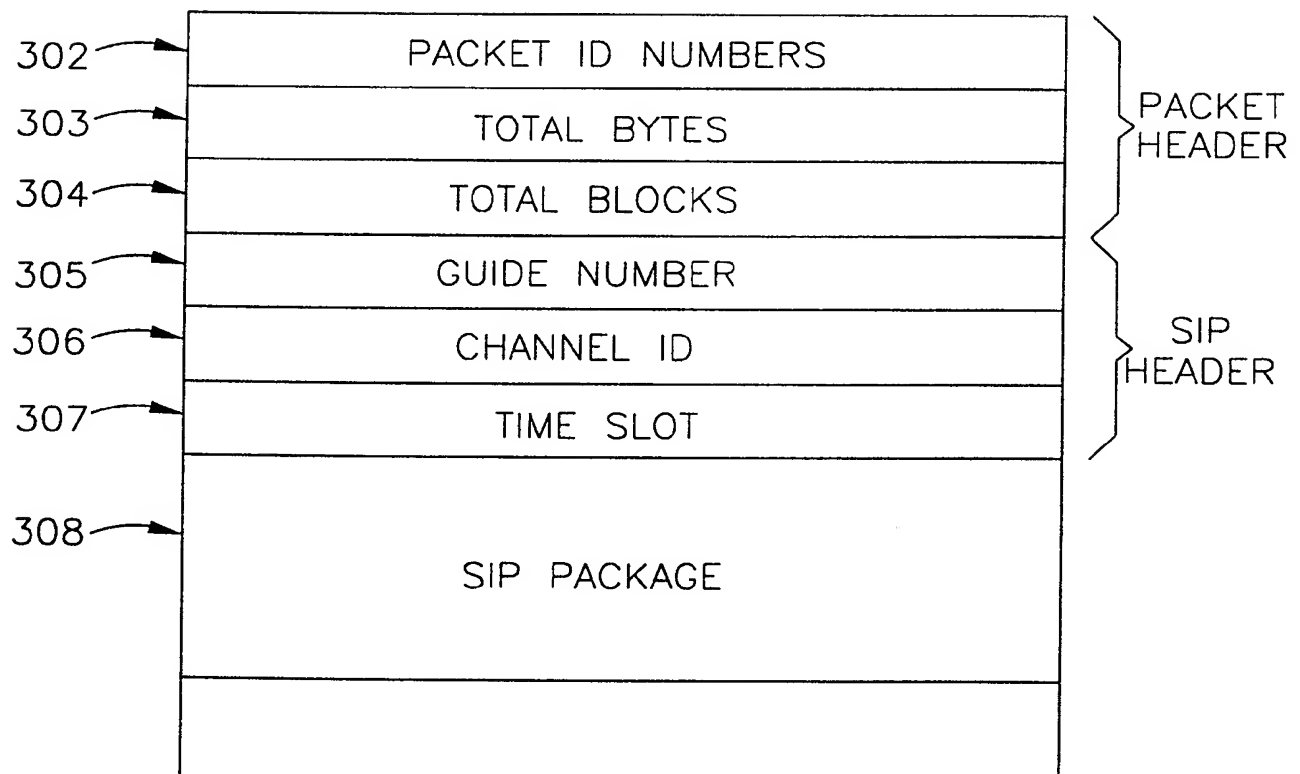 302 PACKET ID NUMBERS
303 TOTAL BYTES
304 TOTAL BLOCKS
PACKET
HEADER
305 GUIDE NUMBER
306 CHANNEL ID
307 TIME SLOT
SIP
HEADER
308 SIP PACKAGE